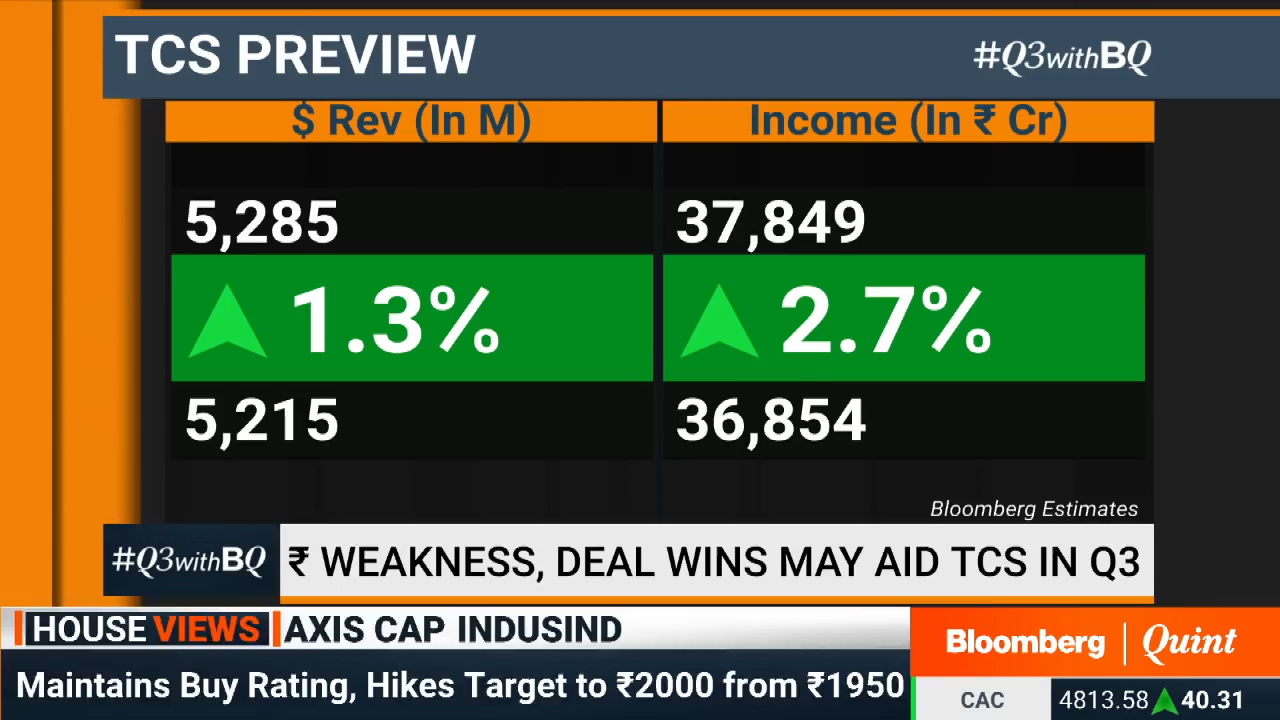 TCS PREVIEW
#Q3withBQ
$ Rev (In M)
Income (In ₹ Cr)
5,285
37,849
1.3%
2.7%
5,215
36,854
Bloomberg Estimates
#Q3withBQ
₹ WEAKNESS, DEAL WINS MAY AID TCS IN Q3
HOUSE VIEWS
AXIS CAP INDUSIND
Maintains Buy Rating, Hikes Target to ₹2000 from ₹1950
Bloomberg | Quint
CAC
4813.58 40.31